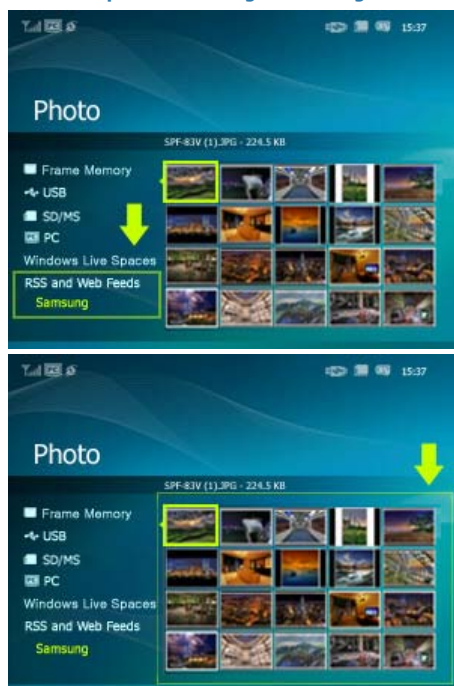 15:37
Photo
SPF-83V (1).JPG - 224.5 KB
Frame Memory
USB
SD/MS
PC
Windows Live Spaces
RSS and Web Feeds
Samsung
15:37
Photo
SPF-83V (1).JPG - 224.5 KB
Frame Memory
USB
SD/MS
PC
Windows Live Spaces
RSS and Web Feeds
Samsung